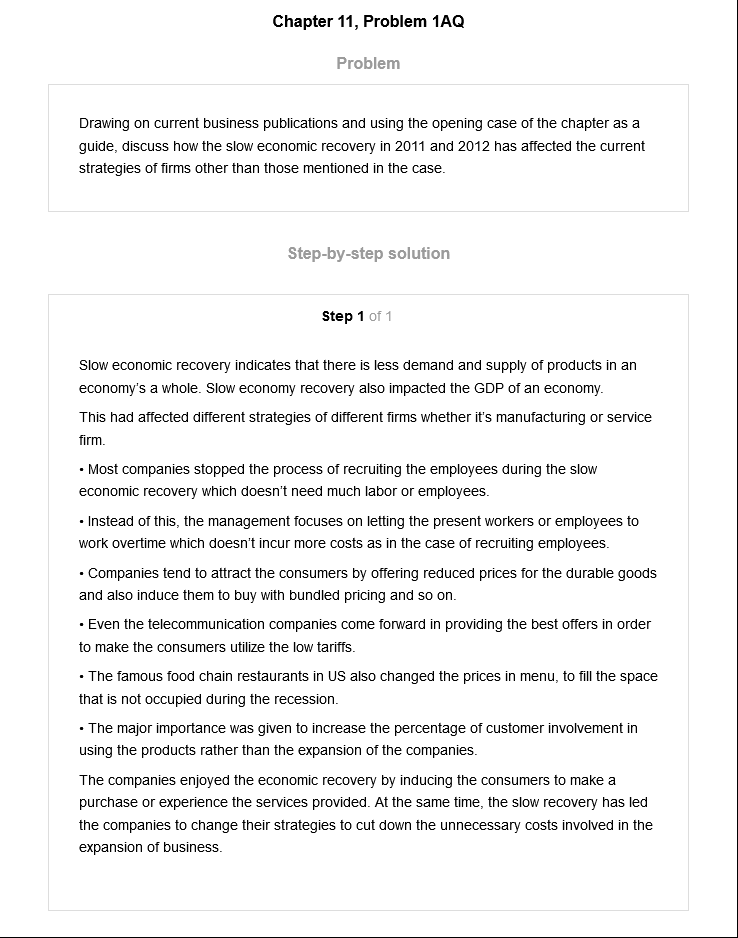 Chapter 11, Problem 1AQ
Problem
Drawing on current business publications and using the opening case of the chapter as a
guide, discuss how the slow economic recovery in 2011 and 2012 has affected the current
strategies of firms other than those mentioned in the case.
Step-by-step solution
Step 1 of 1
Slow economic recovery indicates that there is less demand and supply of products in an
economy’s a whole. Slow economy recovery also impacted the GDP of an economy.
This had affected different strategies of different firms whether it’s manufacturing or service
firm.
• Most companies stopped the process of recruiting the employees during the slow
economic recovery which doesn’t need much labor or employees.
• Instead of this, the management focuses on letting the present workers or employees to
work overtime which doesn’t incur more costs as in the case of recruiting employees.
• Companies tend to attract the consumers by offering reduced prices for the durable goods
and also induce them to buy with bundled pricing and so on.
• Even the telecommunication companies come forward in providing the best offers in order
to make the consumers utilize the low tariffs.
• The famous food chain restaurants in US also changed the prices in menu, to fill the space
that is not occupied during the recession.
• The major importance was given to increase the percentage of customer involvement in
using the products rather than the expansion of the companies.
The companies enjoyed the economic recovery by inducing the consumers to make a
purchase or experience the services provided. At the same time, the slow recovery has led
the companies to change their strategies to cut down the unnecessary costs involved in the
expansion of business.